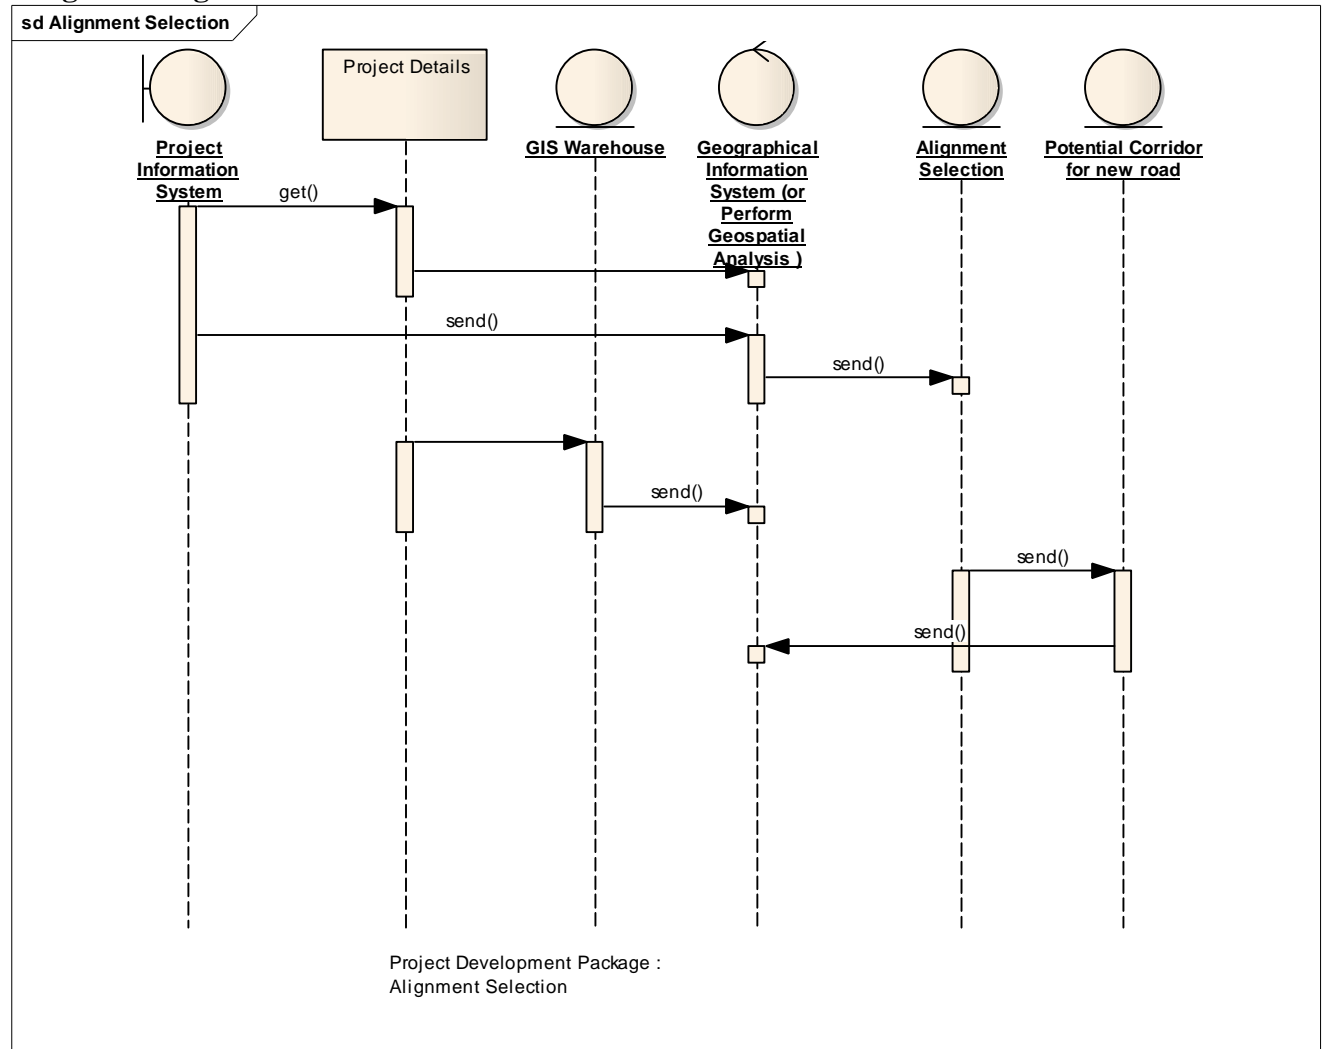 sd Alignment Selection
Project Details
Project
Information
System
GIS Warehouse
Geographical
Information
System (or
Perform
Geospatial
Analysis )
Alignment
Selection
Potential Corridor
for new road
get()
send()
send()
send()
send()
send()
Project Development Package :
Alignment Selection